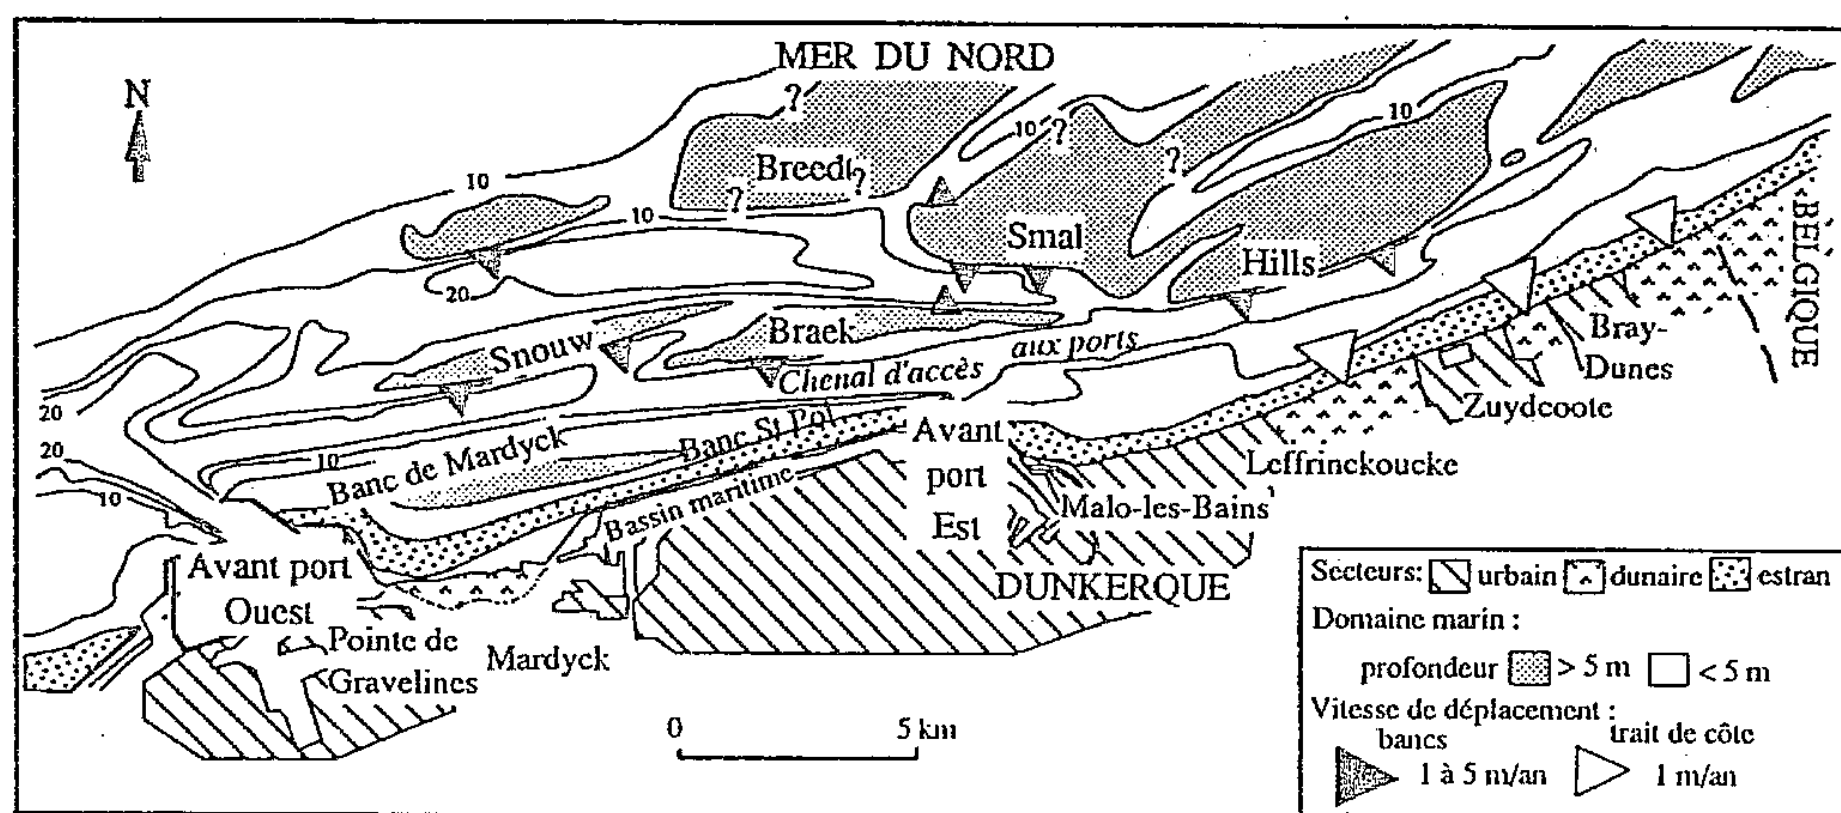 MER DU NORD
N
?
10
?
10
?
10
Breedt
?
?
?
10
Smal
Hills
20
BELGIQUE
Snouw
Braek
aux ports
Chenal d'accès
Bray-
Dunes
Zuydcoote
20
20
10
10
Banc de Mardyck
Banc St Pol
Bassin maritime
Avant
port
Est
Leffrinckoucke
Malo-les-Bains
DUNKERQUE
Avant port
Ouest
Pointe de
Gravelines
Mardyck
0 5 km
Secteurs: urbain dunaire estran
Domaine marin :
profondeur > 5 m < 5 m
Vitesse de déplacement :
bancs trait de côte
1 à 5 m/an 1 m/an